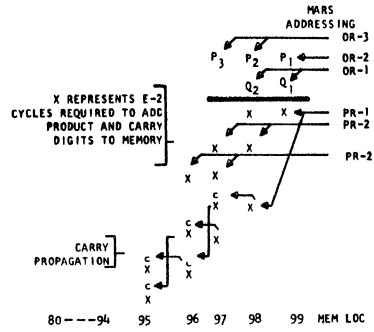 MARS
ADDRESSING
OR-3
P3 P2 P1 OR-2
OR-1
Q2 Q1
X REPRESENTS E-2
CYCLES REQUIRED TO ADD
PRODUCT AND CARRY
DIGITS TO MEMORY
X X PR-1
PR-2
X X
PR-2
X X
C
X X
C
X X
CARRY
PROPAGATION
C
X X
C
X
80---94 95 96 97 98 99 MEM LOC